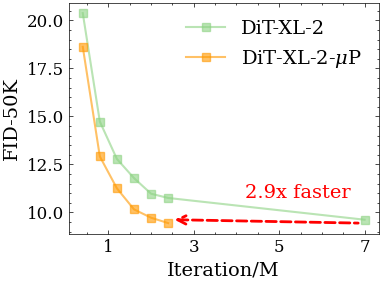 20.0
17.5
15.0
12.5
10.0
FID-50K
DiT-XL-2
DiT-XL-2-μP
2.9x faster
1 3 5 7
Iteration/M